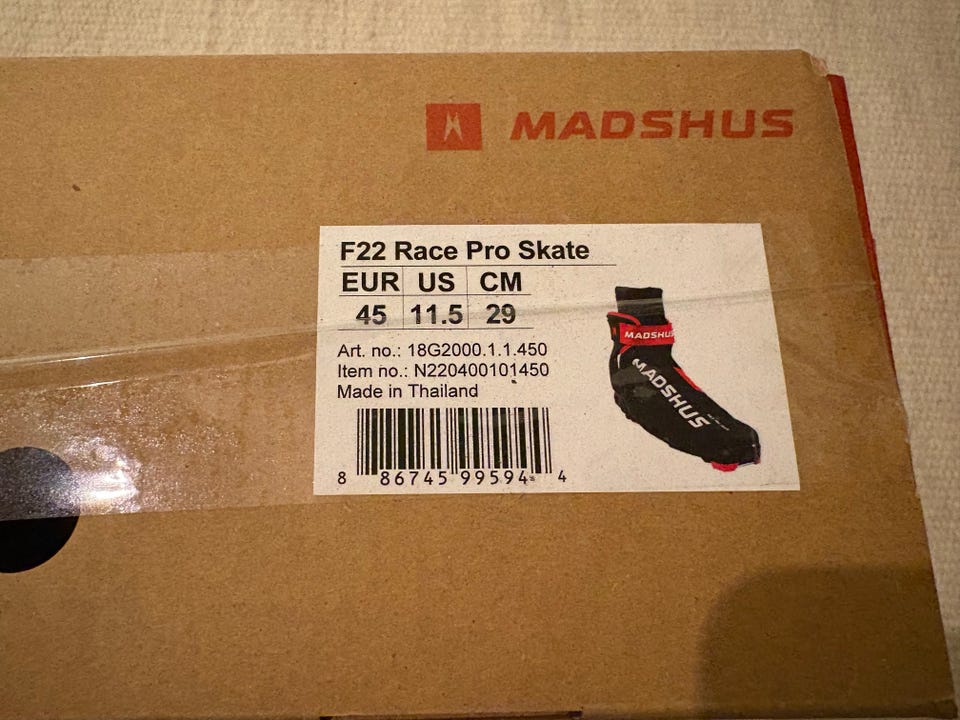 MADSHUS
F22 Race Pro Skate
EUR US CM
45 11.5 29
Art. no.: 18G2000.1.1.450
Item no.: N220400101450
Made in Thailand
8 86745 99594 4
MADSHUS
MADSHUS